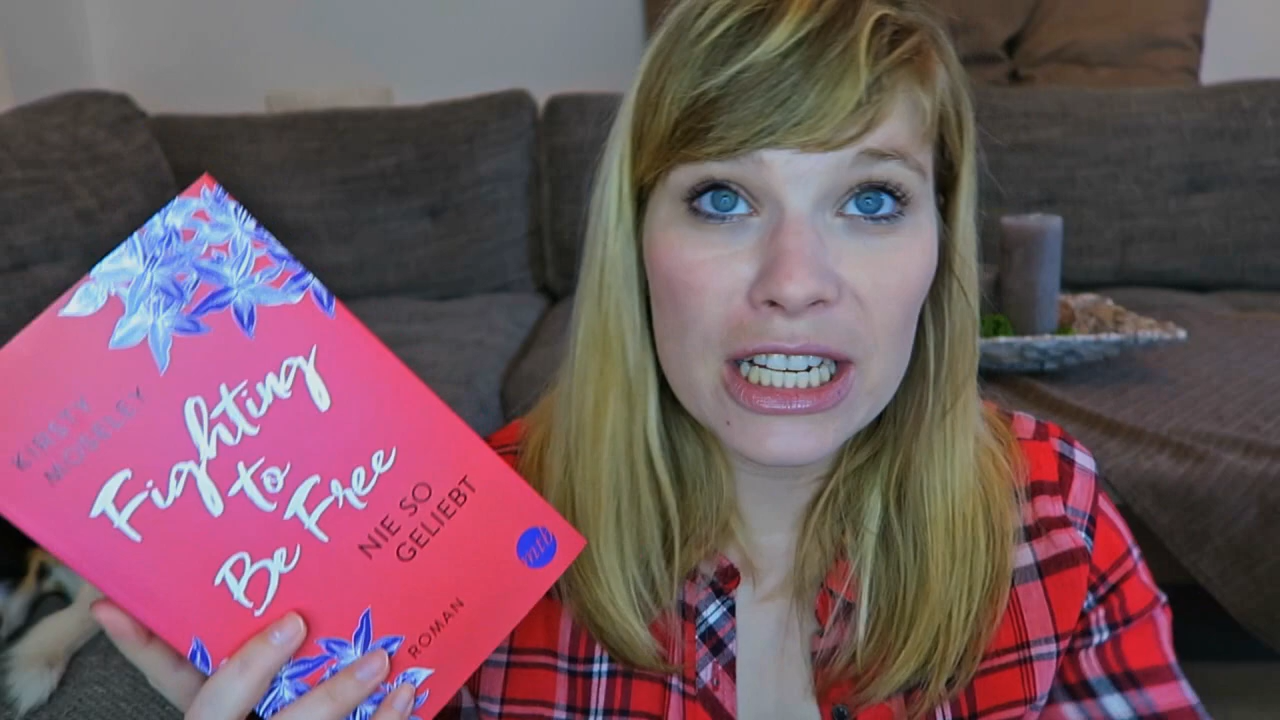 KIRSTY
MOSELEY
Fighting
to
Be Free
NIE SO
GELIEBT
mtb
ROMAN